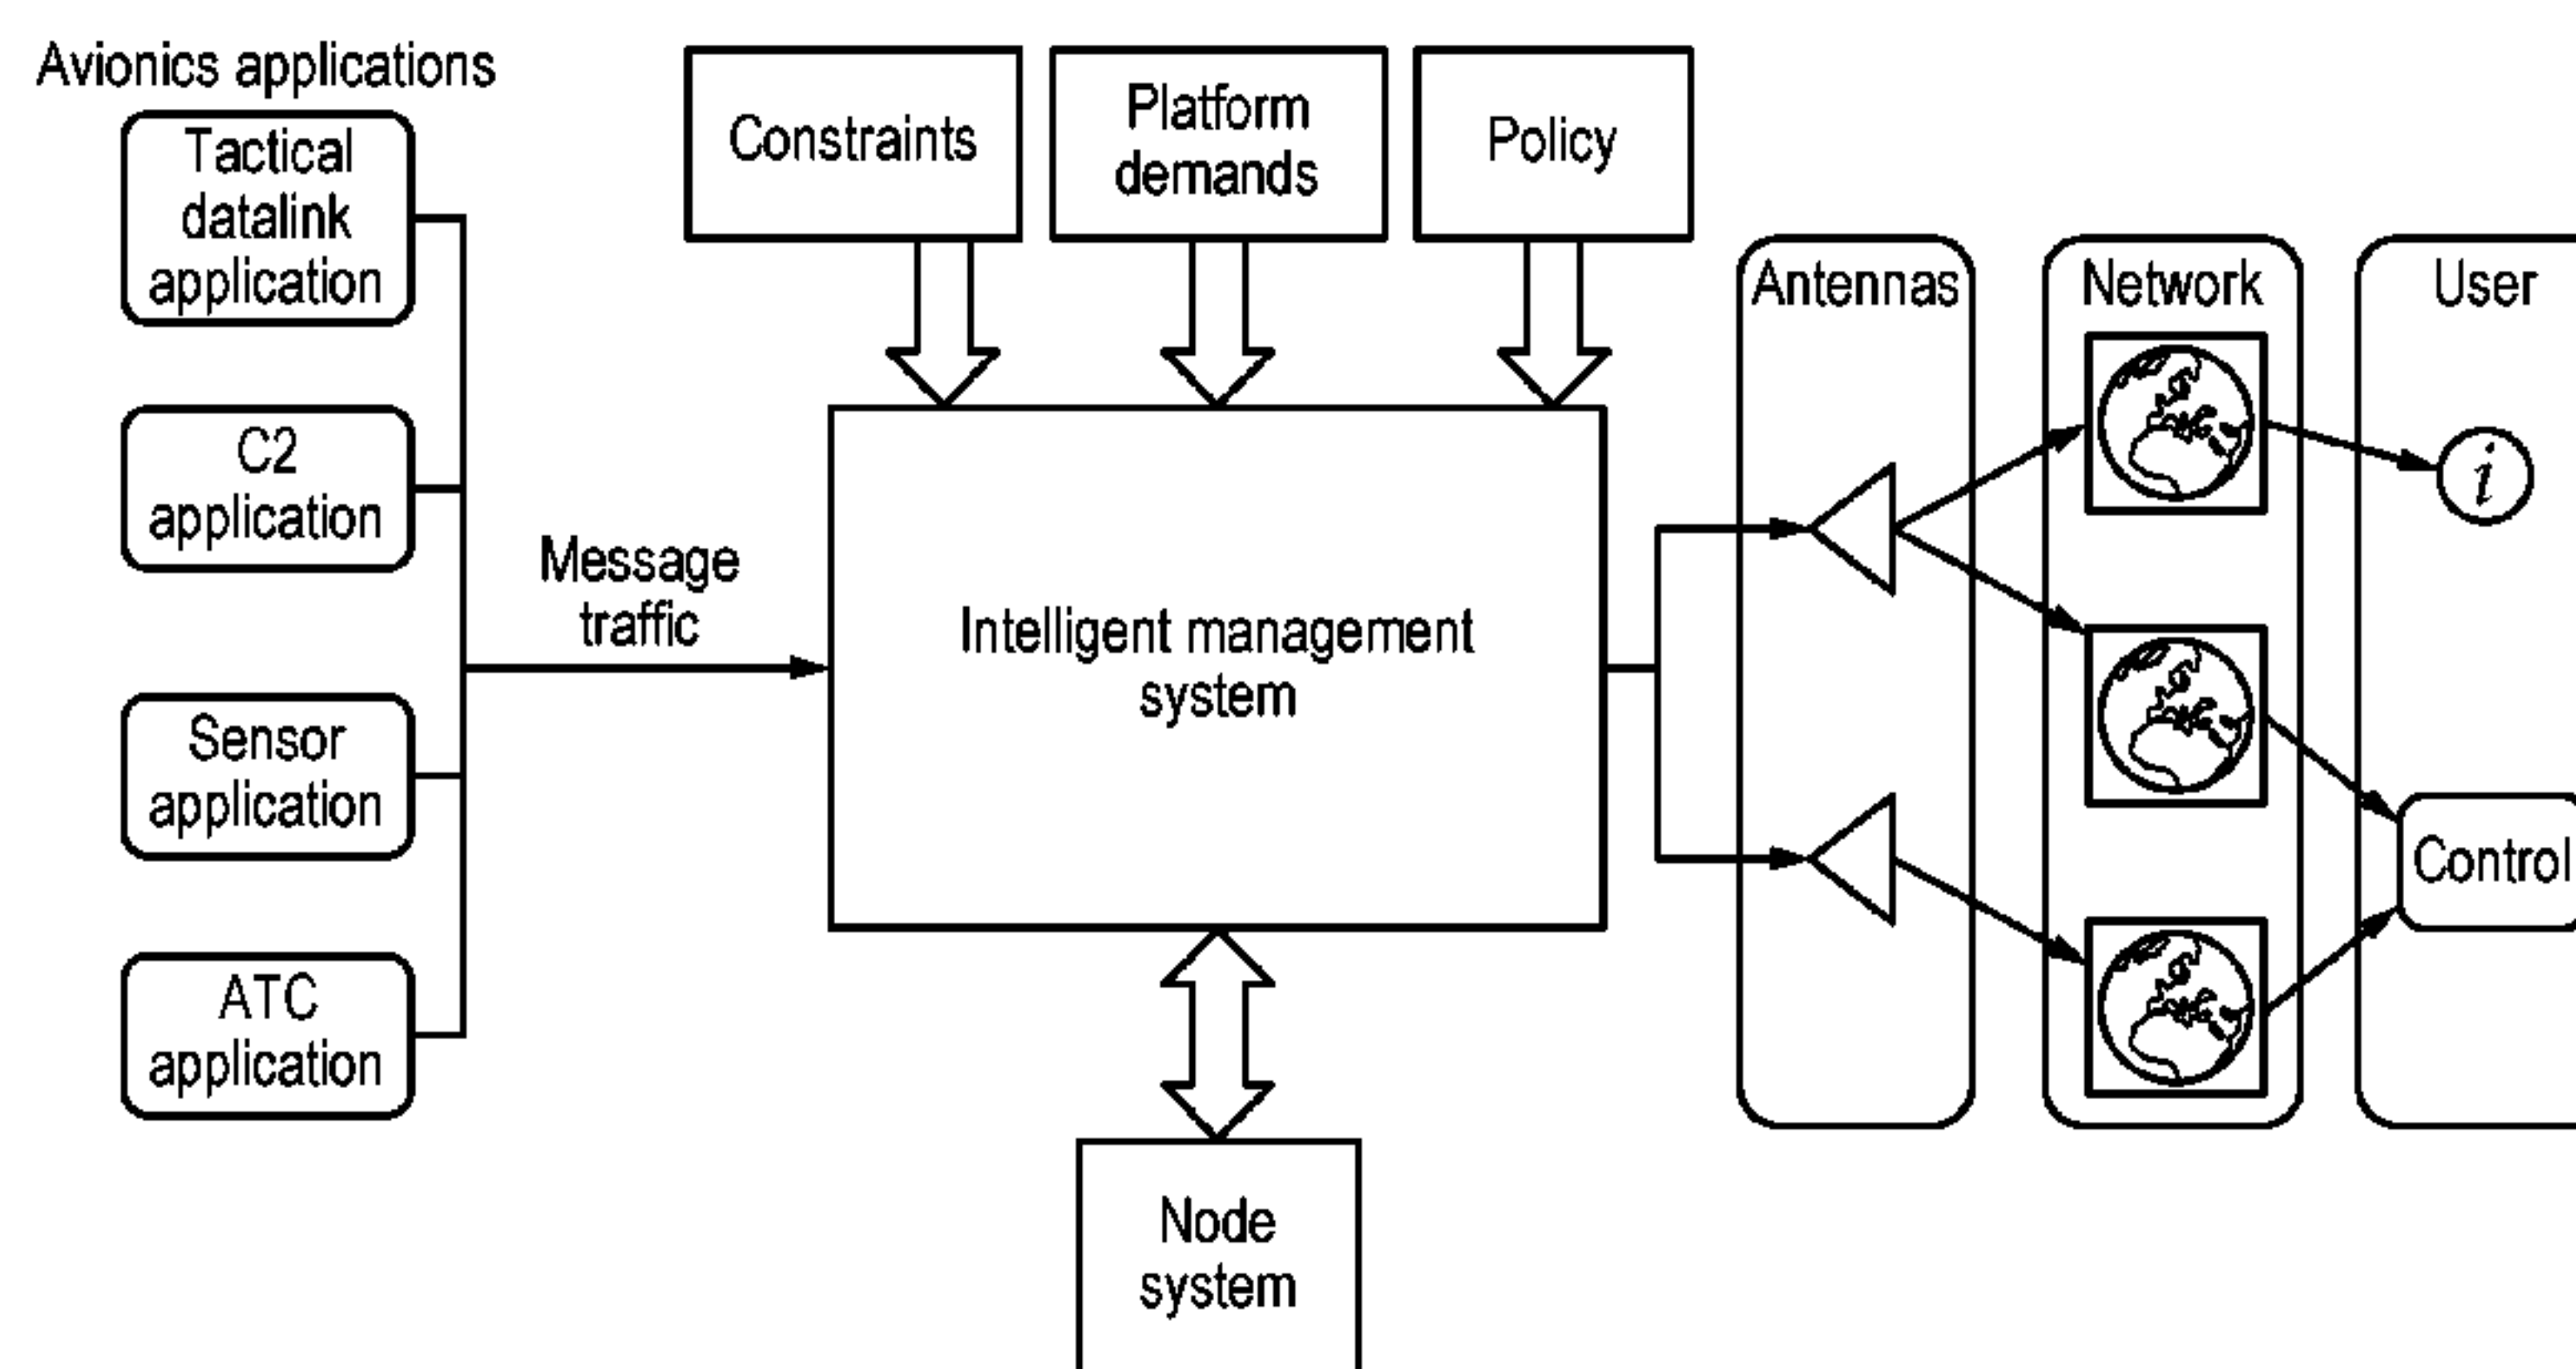 Avionics applications
Tactical
datalink
application
C2
application
Sensor
application
ATC
application
Message
traffic
Constraints
Platform
demands
Policy
Intelligent management
system
Node
system
Antennas
Network
User
i
Control